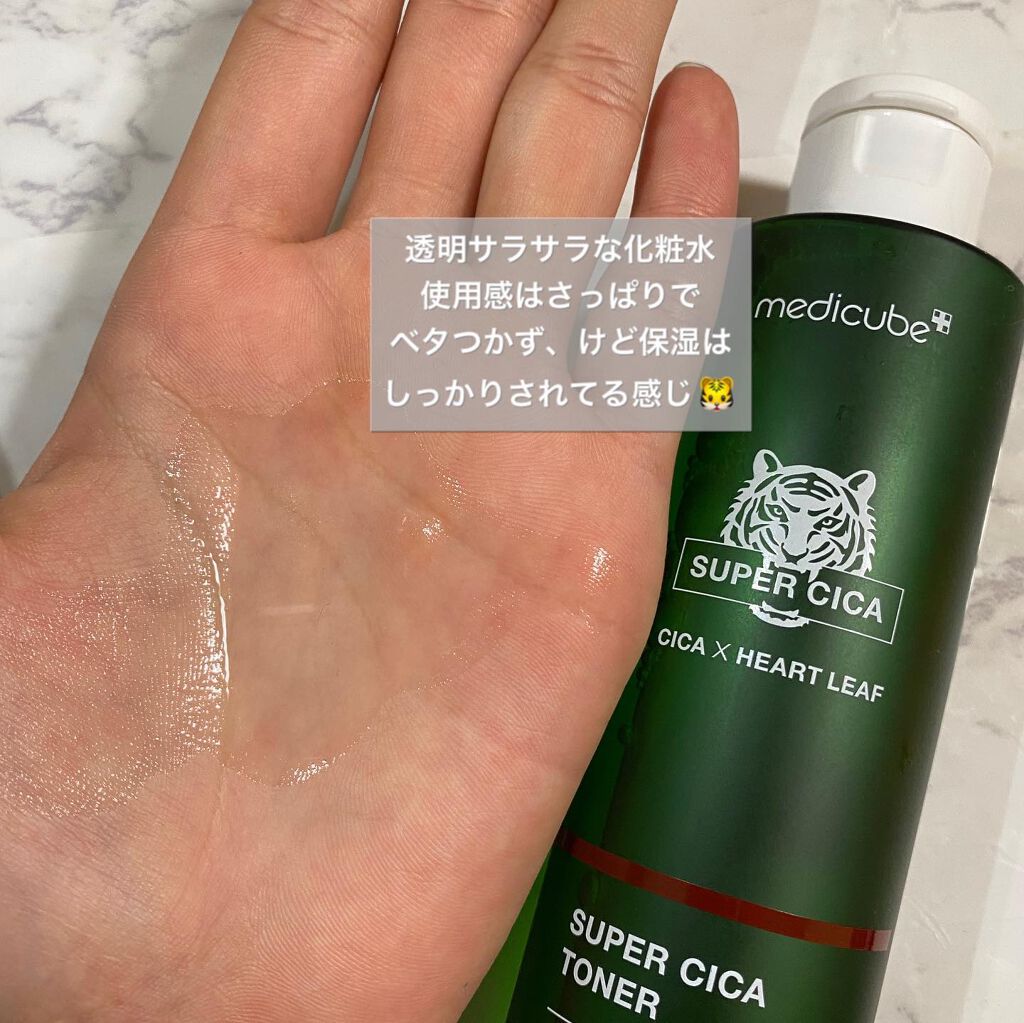 透明サラサラな化粧水
使用感はさっぱりで
ベタつかず、けど保湿は
しっかりされてる感じ🐯
medicube
SUPER CICA
CICA X HEART LEAF
SUPER CICA
TONER